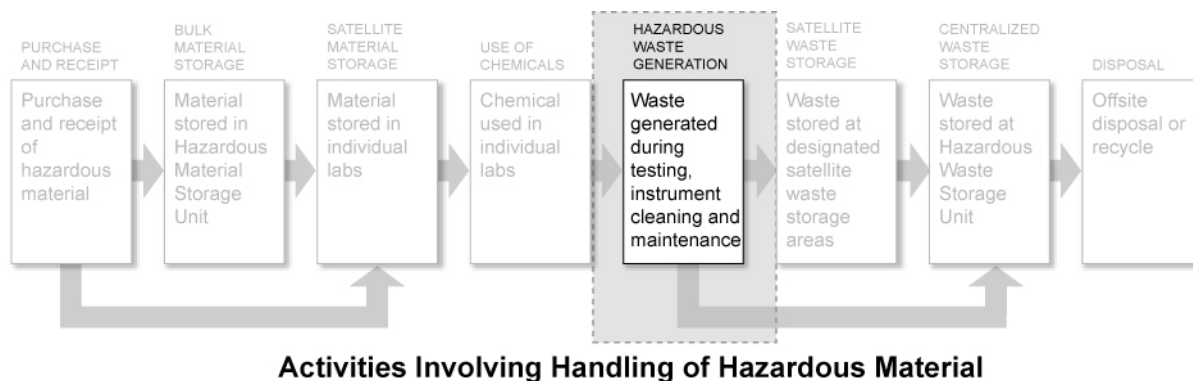 PURCHASE
AND RECEIPT
BULK
MATERIAL
STORAGE
SATELLITE
MATERIAL
STORAGE
USE OF
CHEMICALS
HAZARDOUS
WASTE
GENERATION
SATELLITE
WASTE
STORAGE
CENTRALIZED
WASTE
STORAGE
DISPOSAL
Purchase
and receipt
of
hazardous
material
Material
stored in
Hazardous
Material
Storage
Unit
Material
stored in
individual
labs
Chemical
used in
individual
labs
Waste
generated
during
testing,
instrument
cleaning and
maintenance
Waste
stored at
designated
satellite
waste
storage
areas
Waste
stored at
Hazardous
Waste
Storage
Unit
Offsite
disposal or
recycle
Activities Involving Handling of Hazardous Material